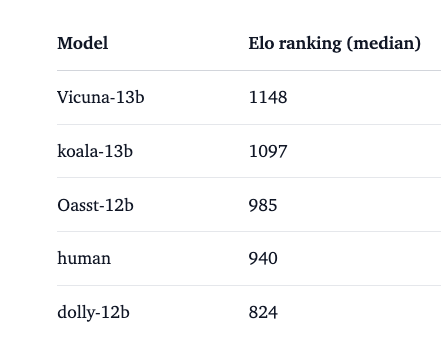 Model Elo ranking (median)
Vicuna-13b 1148
koala-13b 1097
Oasst-12b 985
human 940
dolly-12b 824